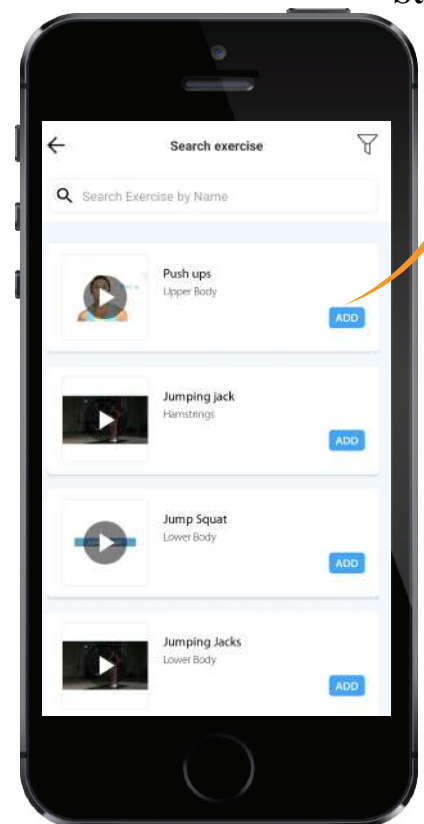 Search exercise
Search Exercise by Name
Push ups
Upper Body
ADD
Jumping jack
Hamstrings
ADD
Jump Squat
Lower Body
ADD
Jumping Jacks
Lower Body
ADD